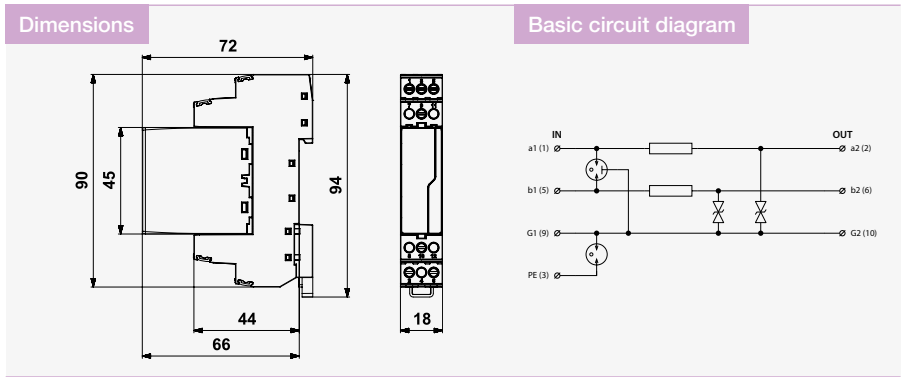 Dimensions
Basic circuit diagram
72
90
45
94
44
66
18
IN
OUT
a1 (1)
a2 (2)
b1 (5)
b2 (6)
G1 (9)
G2 (10)
PE (3)